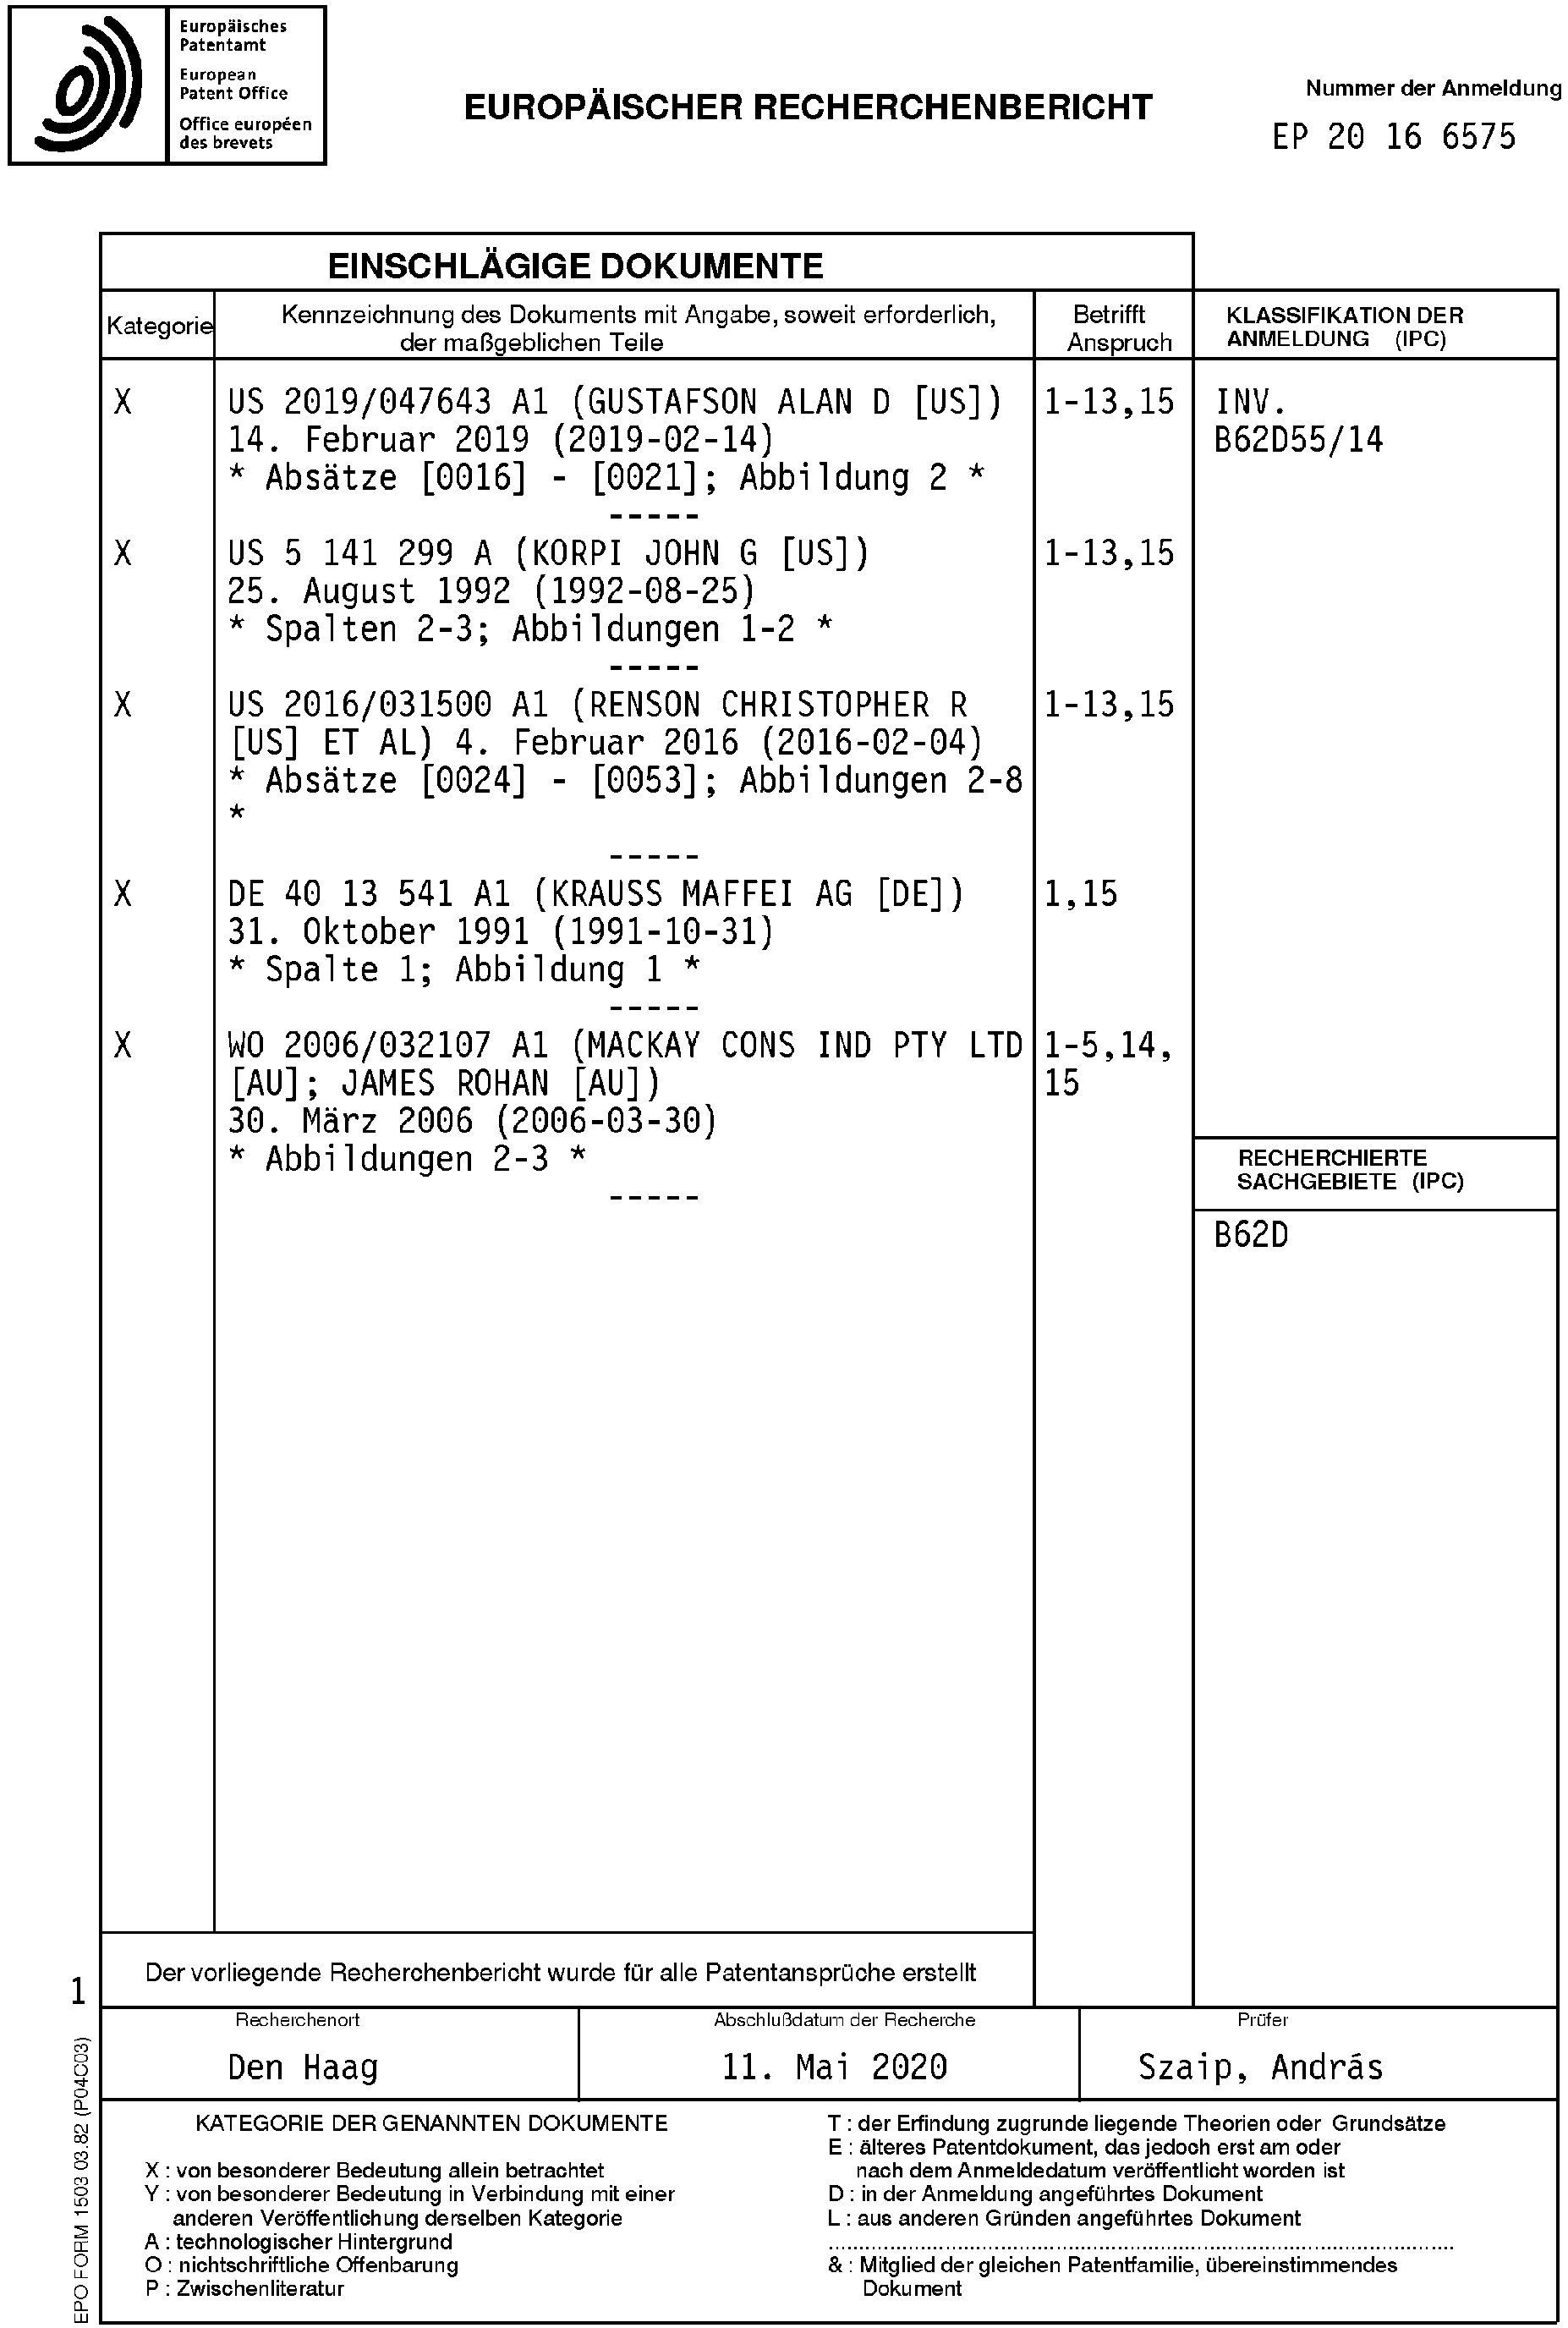 Europäisches
Patentamt
European
Patent Office
Office européen
des brevets
EUROPÄISCHER RECHERCHENBERICHT
Nummer der Anmeldung
EP 20 16 6575
EINSCHLÄGIGE DOKUMENTE
Kategorie
Kennzeichnung des Dokuments mit Angabe, soweit erforderlich,
der maßgeblichen Teile
Betrifft
Anspruch
KLASSIFIKATION DER
ANMELDUNG (IPC)
X US 2019/047643 A1 (GUSTAFSON ALAN D [US]) 1-13,15 INV.
14. Februar 2019 (2019-02-14) B62D55/14
* Absätze [0016] - [0021]; Abbildung 2 *
-----
X US 5 141 299 A (KORPI JOHN G [US]) 1-13,15
25. August 1992 (1992-08-25)
* Spalten 2-3; Abbildungen 1-2 *
-----
X US 2016/031500 A1 (RENSON CHRISTOPHER R 1-13,15
[US] ET AL) 4. Februar 2016 (2016-02-04)
* Absätze [0024] - [0053]; Abbildungen 2-8
*
-----
X DE 40 13 541 A1 (KRAUSS MAFFEI AG [DE]) 1,15
31. Oktober 1991 (1991-10-31)
* Spalte 1; Abbildung 1 *
-----
X WO 2006/032107 A1 (MACKAY CONS IND PTY LTD 1-5,14,
[AU]; JAMES ROHAN [AU]) 15
30. März 2006 (2006-03-30)
* Abbildungen 2-3 *
-----
RECHERCHIERTE
SACHGEBIETE (IPC)
B62D
Der vorliegende Recherchenbericht wurde für alle Patentansprüche erstellt
1
Recherchenort
Den Haag
Abschlußdatum der Recherche
11. Mai 2020
Prüfer
Szaip, András
KATEGORIE DER GENANNTEN DOKUMENTE
X : von besonderer Bedeutung allein betrachtet
Y : von besonderer Bedeutung in Verbindung mit einer
anderen Veröffentlichung derselben Kategorie
A : technologischer Hintergrund
O : nichtschriftliche Offenbarung
P : Zwischenliteratur
T : der Erfindung zugrunde liegende Theorien oder Grundsätze
E : älteres Patentdokument, das jedoch erst am oder
nach dem Anmeldedatum veröffentlicht worden ist
D : in der Anmeldung angeführtes Dokument
L : aus anderen Gründen angeführtes Dokument
& : Mitglied der gleichen Patentfamilie, übereinstimmendes
Dokument
EPO FORM 1503 03.82 (P04C03)